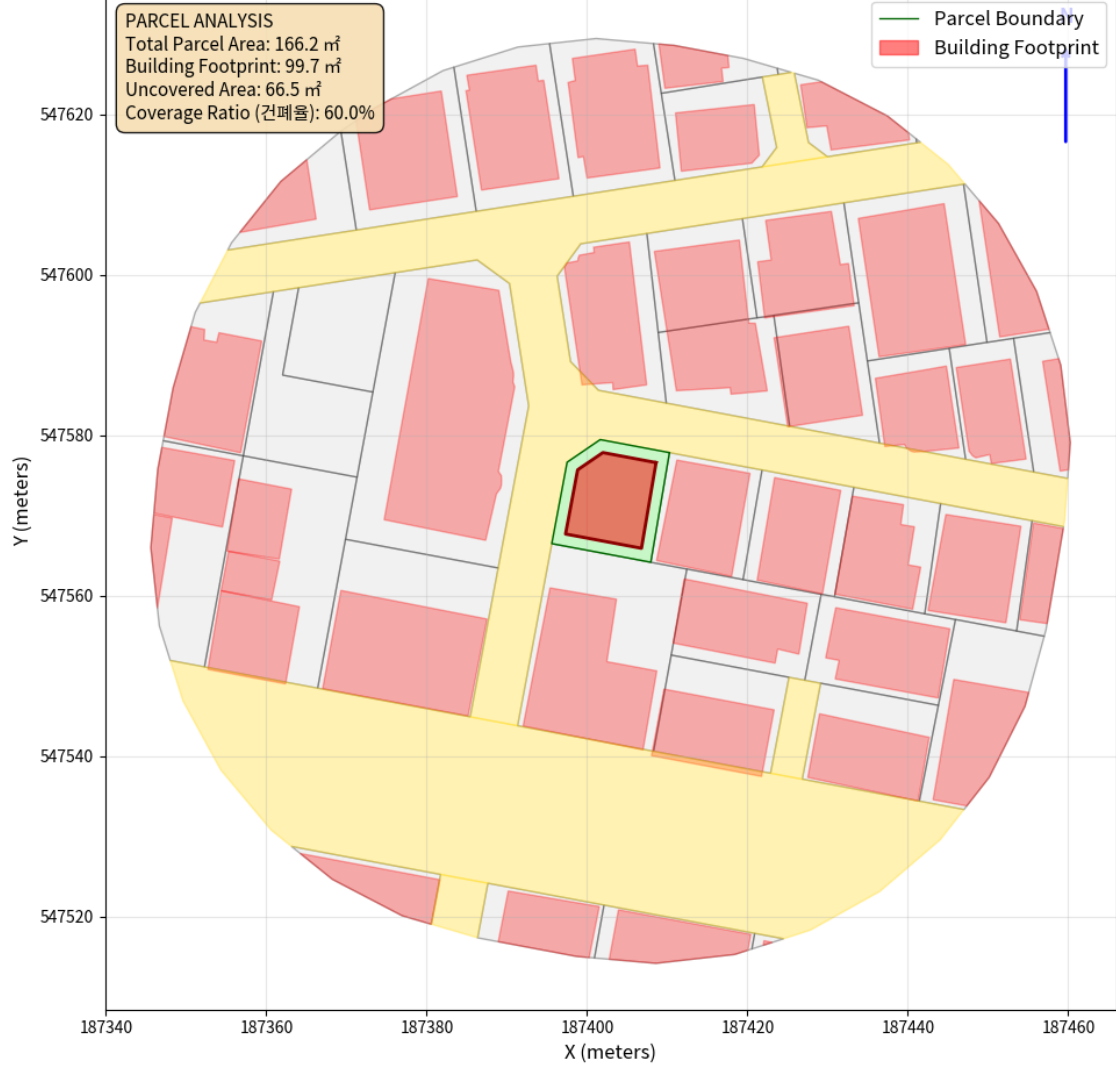 PARCEL ANALYSIS
Total Parcel Area: 166.2 ㎡
Building Footprint: 99.7 ㎡
Uncovered Area: 66.5 ㎡
Coverage Ratio (건폐율): 60.0%
Parcel Boundary
Building Footprint
N
547620
547600
547580
547560
547540
547520
Y (meters)
187340
187360
187380
187400
187420
187440
187460
X (meters)